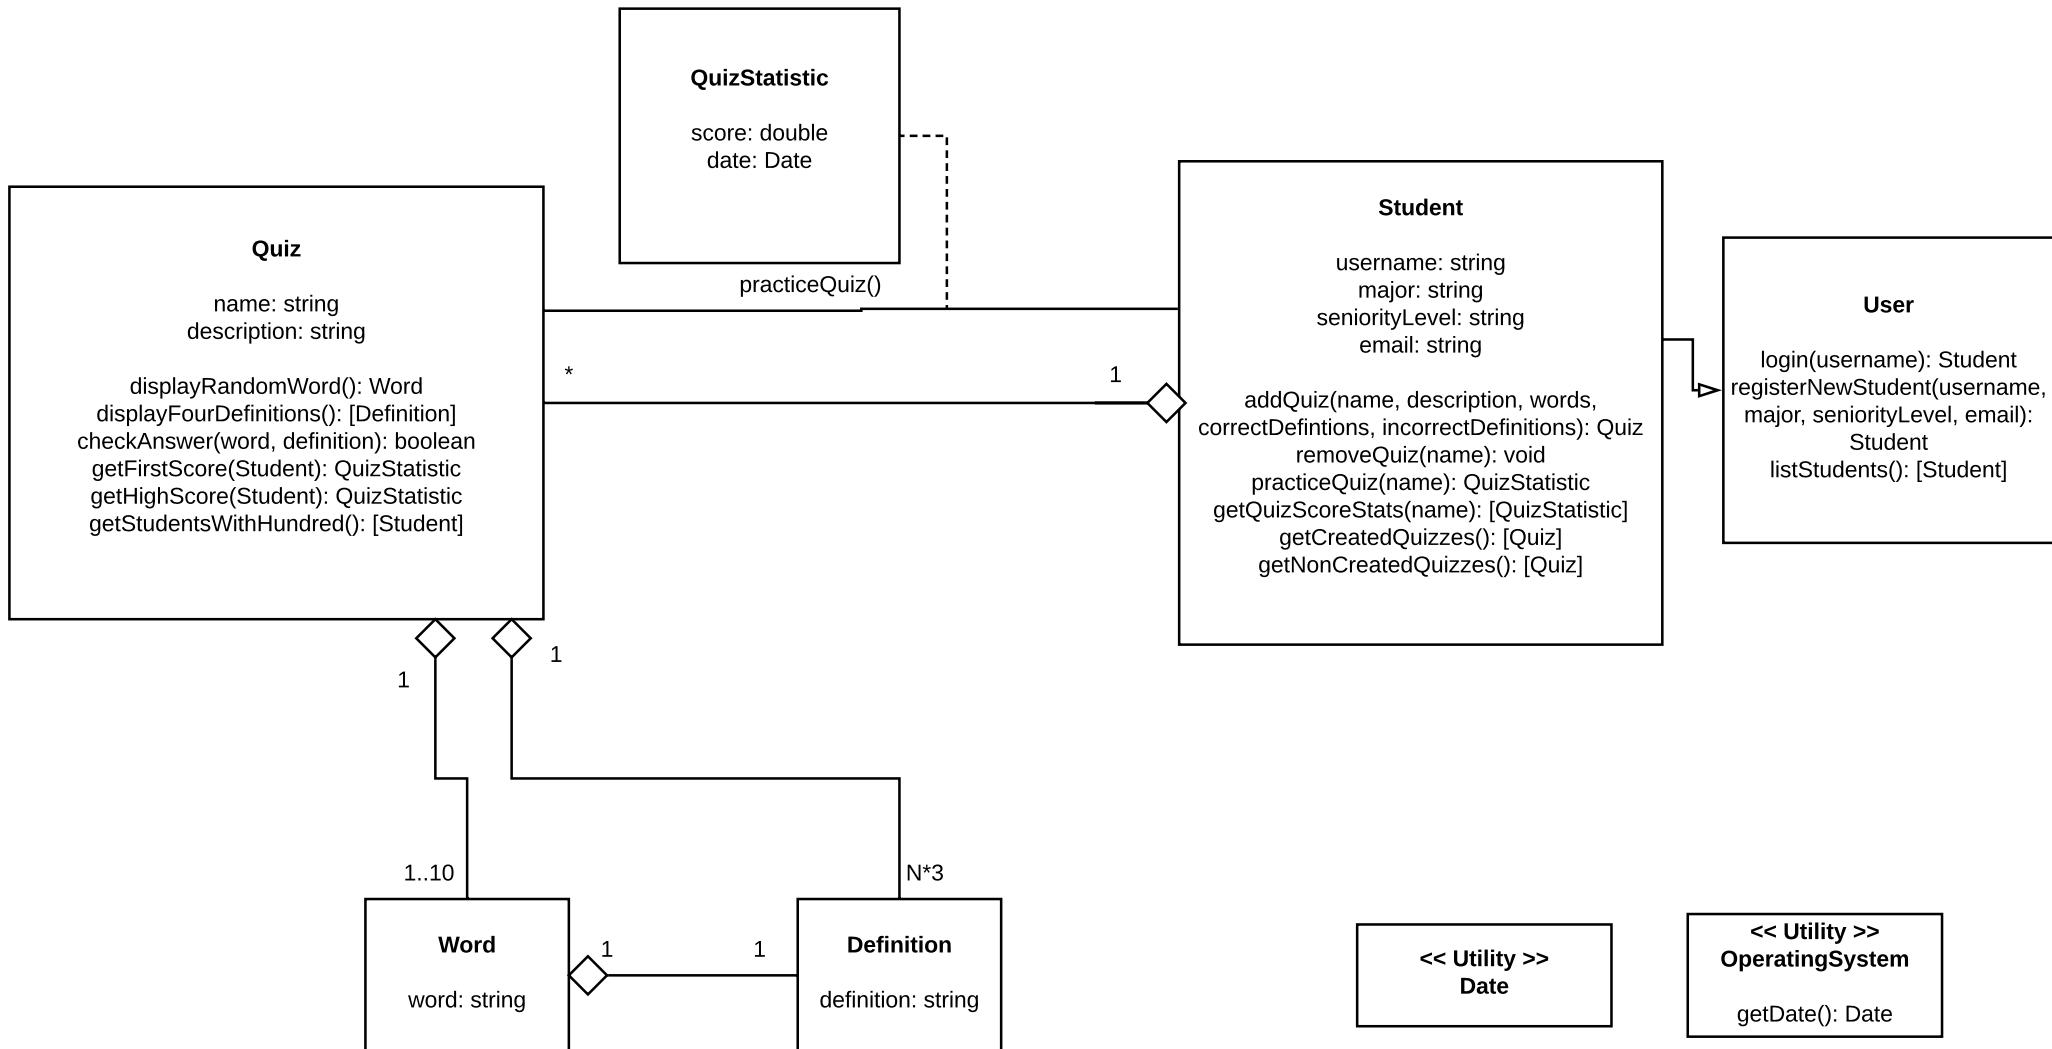 QuizStatistic
score: double
date: Date
practiceQuiz()
Quiz
name: string
description: string
displayRandomWord(): Word
displayFourDefinitions(): [Definition]
checkAnswer(word, definition): boolean
getFirstScore(Student): QuizStatistic
getHighScore(Student): QuizStatistic
getStudentsWithHundred(): [Student]
*
1
Student
username: string
major: string
seniorityLevel: string
email: string
addQuiz(name, description, words,
correctDefintions, incorrectDefinitions): Quiz
removeQuiz(name): void
practiceQuiz(name): QuizStatistic
getQuizScoreStats(name): [QuizStatistic]
getCreatedQuizzes(): [Quiz]
getNonCreatedQuizzes(): [Quiz]
User
login(username): Student
registerNewStudent(username,
major, seniorityLevel, email):
Student
listStudents(): [Student]
1
1
1..10
N*3
Word
word: string
1
1
Definition
definition: string
<< Utility >>
Date
<< Utility >>
OperatingSystem
getDate(): Date